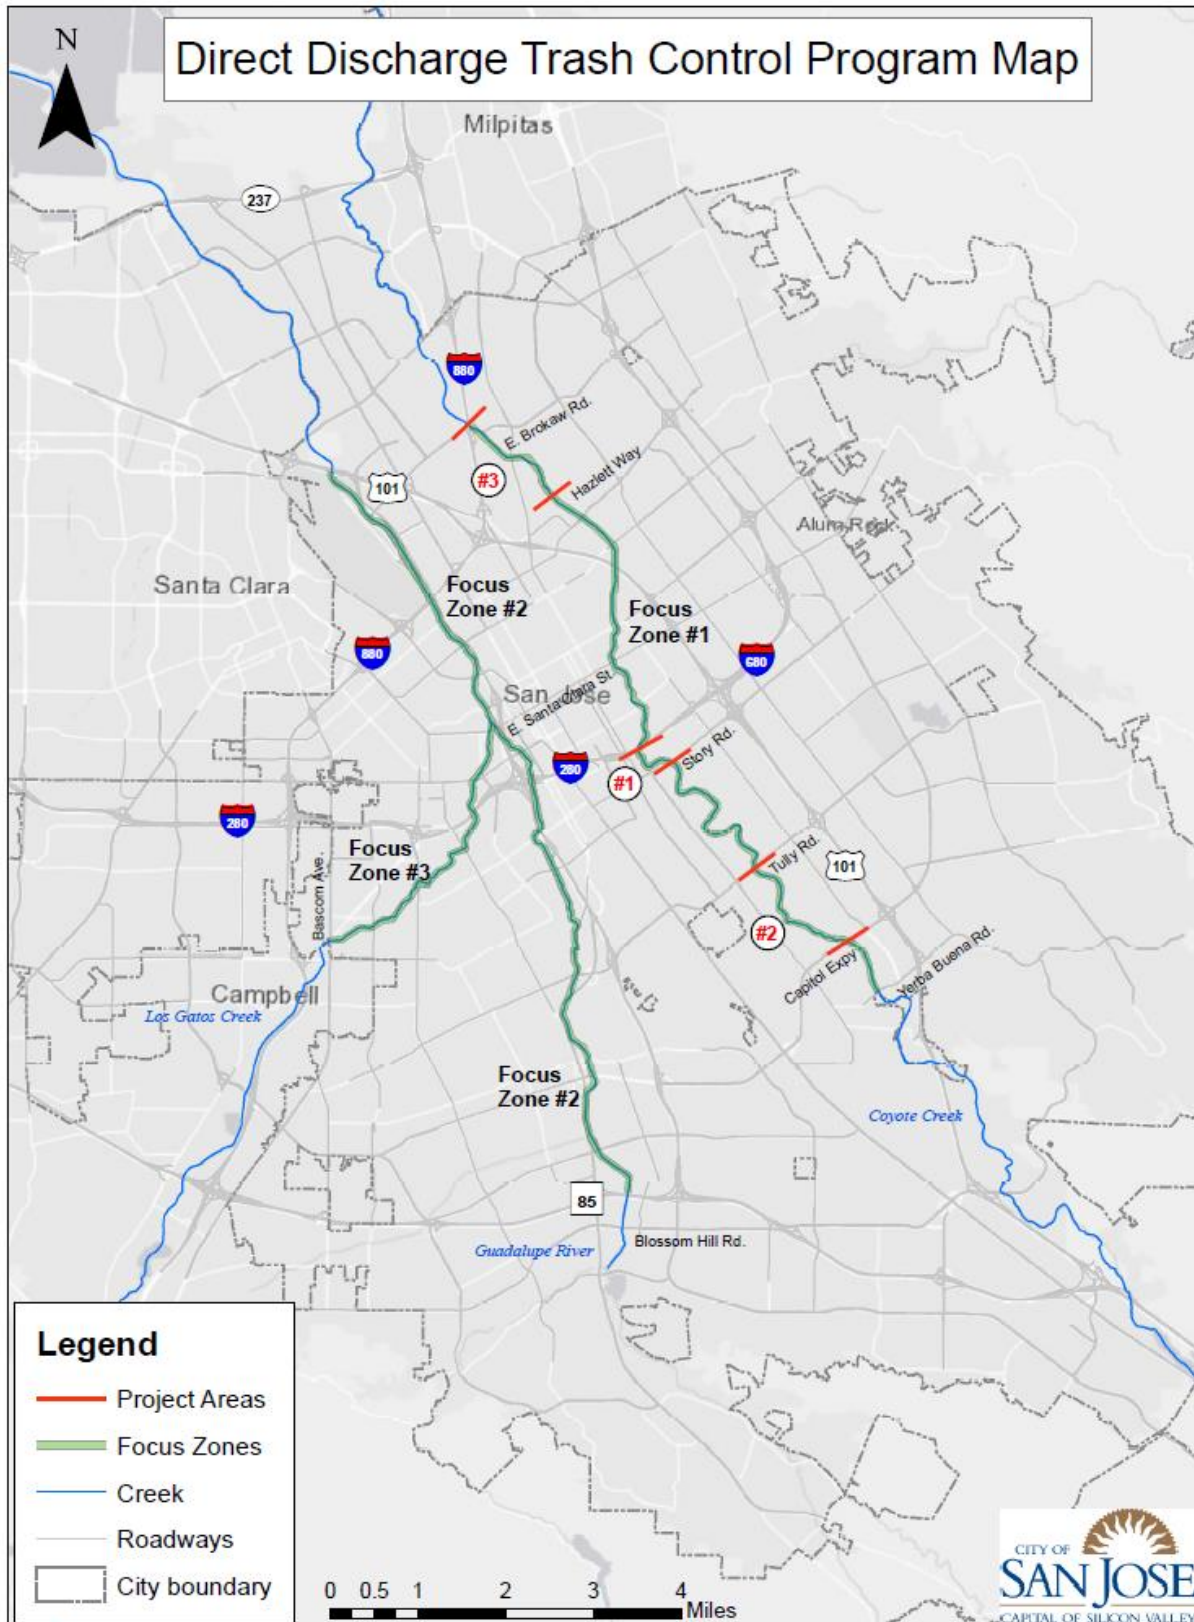 Direct Discharge Trash Control Program Map
N
Milpitas
237
880
E. Brokaw Rd.
#3
Hazlett Way
101
Alum Rock
Santa Clara
Focus
Zone #2
Focus
Zone #1
880
680
San Jose
E. Santa Clara St.
Story Rd.
280
#1
280
Focus
Zone #3
Bascom Ave.
Tully Rd.
101
#2
Capitol Expy
Yerba Buena Rd.
Campbell
Los Gatos Creek
Focus
Zone #2
Coyote Creek
85
Blossom Hill Rd.
Guadalupe River
Legend
Project Areas
Focus Zones
Creek
Roadways
City boundary
0 0.5 1 2 3 4
Miles
CITY OF
SAN JOSE
CAPITAL OF SILICON VALLEY